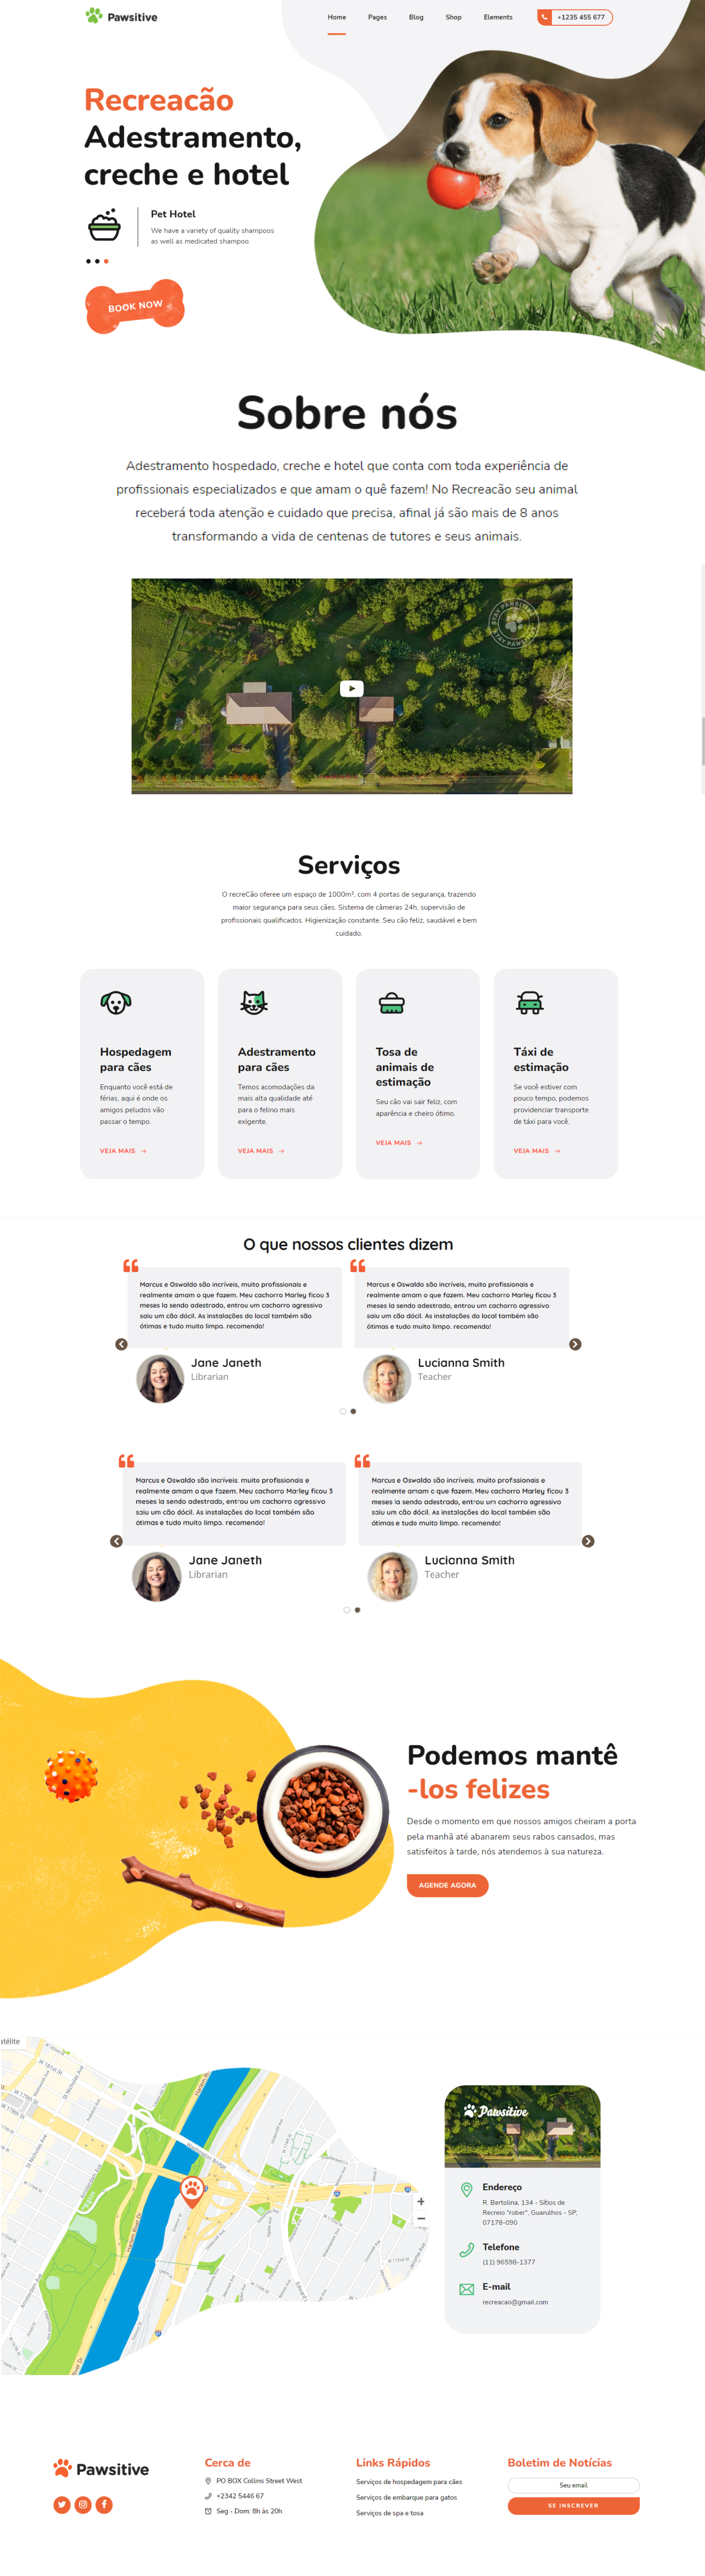 Pawsitive
Home Pages Blog Shop Elements +1235 455 677
Recreacão
Adestramento,
creche e hotel
Pet Hotel
We have a variety of quality shampoos
as well as medicated shampoo.
BOOK NOW
Sobre nós
Adestramento hospedado, creche e hotel que conta com toda experiência de
profissionais especializados e que amam o quê fazem! No Recreacão seu animal
receberá toda atenção e cuidado que precisa, afinal já são mais de 8 anos
transformando a vida de centenas de tutores e seus animais.
Serviços
O recreCão oferee um espaço de 1000m², com 4 portas de segurança, trazendo
maior segurança para seus cães. Sistema de câmeras 24h, supervisão de
profissionais qualificados. Higienização constante. Seu cão feliz, saudável e bem
cuidado.
Hospedagem
para cães
Enquanto você está de
férias, aqui é onde os
amigos peludos vão
passar o tempo.
VEJA MAIS
Adestramento
para cães
Temos acomodações da
mais alta qualidade até
para o felino mais
exigente.
VEJA MAIS
Tosa de
animais de
estimação
Seu cão vai sair feliz, com
aparência e cheiro ótimo.
VEJA MAIS
Táxi de
estimação
Se você estiver com
pouco tempo, podemos
providenciar transporte
de táxi para você.
VEJA MAIS
O que nossos clientes dizem
Marcus e Oswaldo são incríveis, muito profissionais e
realmente amam o que fazem. Meu cachorro Marley ficou 3
meses la sendo adestrado, entrou um cachorro agressivo
saiu um cão dócil. As instalações do local também são
ótimas e tudo muito limpo. recomendo!
Jane Janeth
Librarian
Marcus e Oswaldo são incríveis, muito profissionais e
realmente amam o que fazem. Meu cachorro Marley ficou 3
meses la sendo adestrado, entrou um cachorro agressivo
saiu um cão dócil. As instalações do local também são
ótimas e tudo muito limpo. recomendo!
Lucianna Smith
Teacher
Marcus e Oswaldo são incríveis, muito profissionais e
realmente amam o que fazem. Meu cachorro Marley ficou 3
meses la sendo adestrado, entrou um cachorro agressivo
saiu um cão dócil. As instalações do local também são
ótimas e tudo muito limpo. recomendo!
Jane Janeth
Librarian
Marcus e Oswaldo são incríveis, muito profissionais e
realmente amam o que fazem. Meu cachorro Marley ficou 3
meses la sendo adestrado, entrou um cachorro agressivo
saiu um cão dócil. As instalações do local também são
ótimas e tudo muito limpo. recomendo!
Lucianna Smith
Teacher
Podemos mantê
-los felizes
Desde o momento em que nossos amigos cheiram a porta
pela manhã até abanarem seus rabos cansados, mas
satisfeitos à tarde, nós atendemos à sua natureza.
AGENDE AGORA
atélite
W 181st St
W 179th St
St Nicholas Ave
Amsterdam Ave
Washington Bridge
Harlem River Dr
Pawsitive
Endereço
R. Bertolina, 134 - Sítios de
Recreio "rober", Guarulhos - SP,
07178-090
Telefone
(11) 96598-1377
E-mail
recreacao@gmail.com
Pawsitive
Cerca de
PO BOX Collins Street West
+2342 5446 67
Seg - Dom: 8h às 20h
Links Rápidos
Serviços de hospedagem para cães
Serviços de embarque para gatos
Serviços de spa e tosa
Boletim de Notícias
Seu email
SE INSCREVER